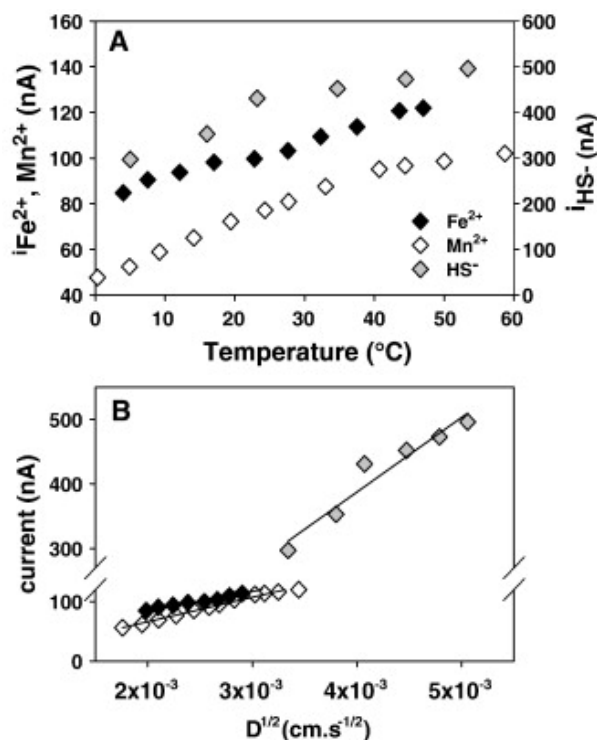 A
160
140
120
100
80
60
40
600
500
400
300
200
100
0
iFe2+, Mn2+ (nA)
iHS- (nA)
Fe2+
Mn2+
HS-
0 10 20 30 40 50 60
Temperature (°C)
B
500
400
300
100
0
current (nA)
2x10-3 3x10-3 4x10-3 5x10-3
D1/2(cm.s-1/2)